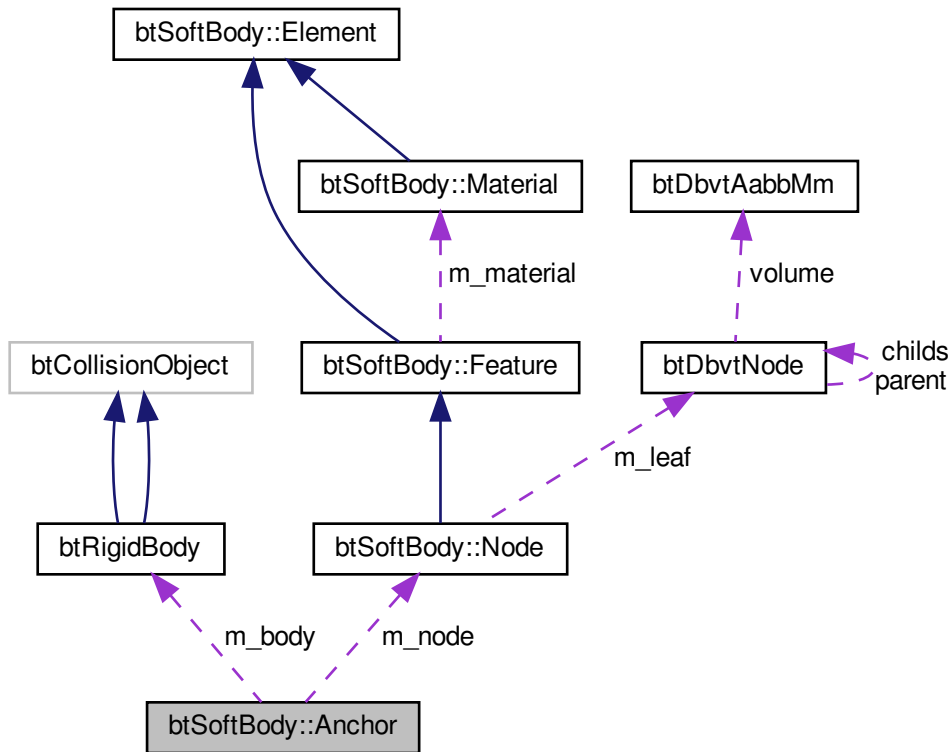 btSoftBody::Element
btSoftBody::Material
btDbvtAabbMm
m_material
volume
btCollisionObject
btSoftBody::Feature
btDbvtNode
childs
parent
m_leaf
btRigidBody
btSoftBody::Node
m_body
m_node
btSoftBody::Anchor